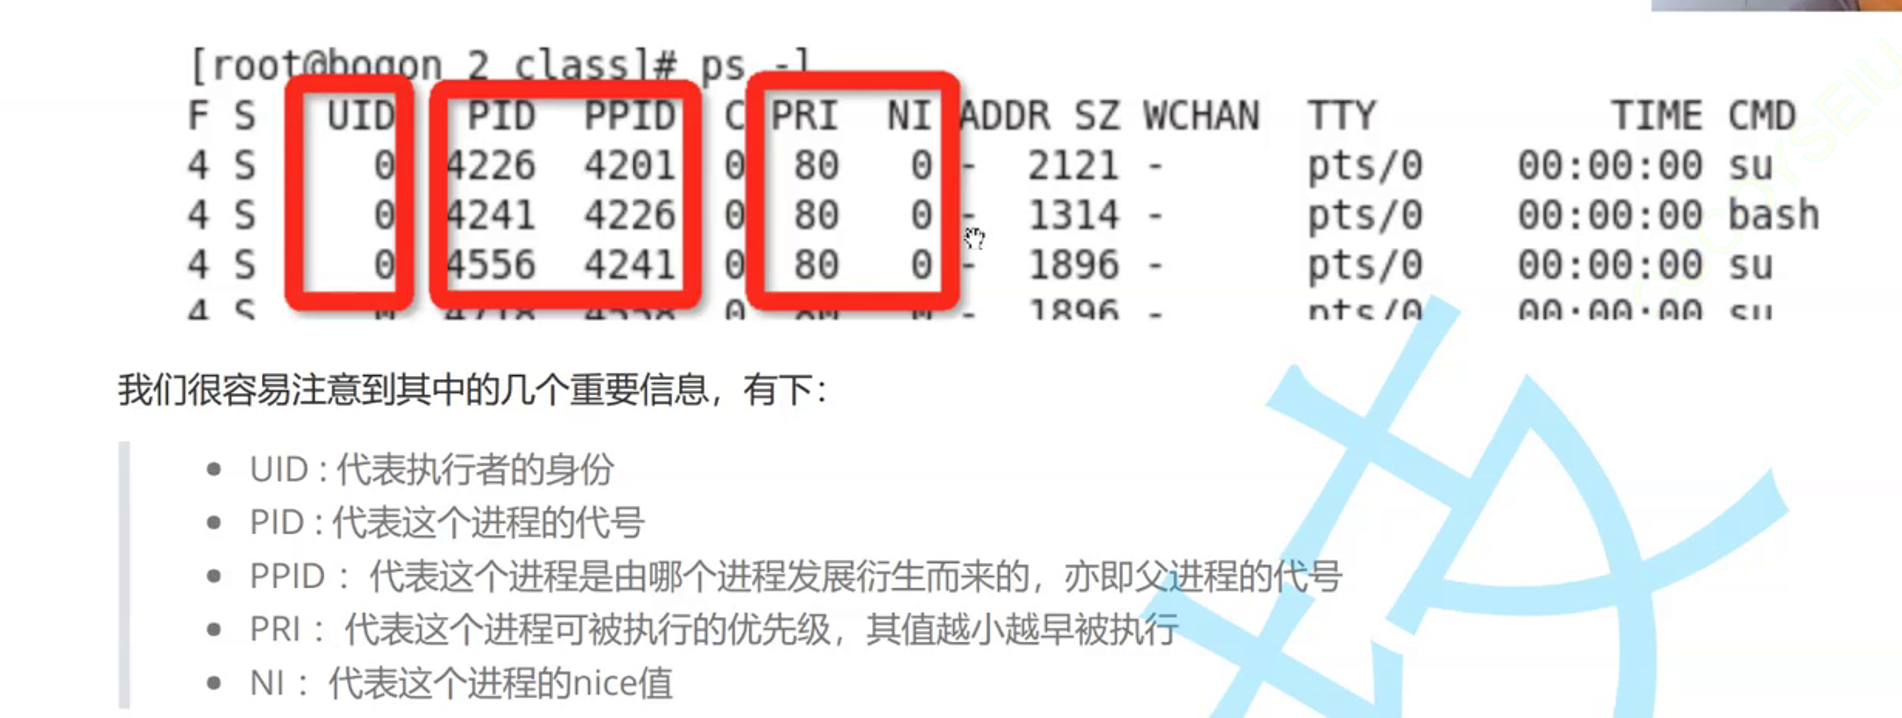 [root@bogon 2 class]# ps -l
F S UID PID PPID C PRI NI ADDR SZ WCHAN TTY TIME CMD
4 S 0 4226 4201 0 80 0 - 2121 - pts/0 00:00:00 su
4 S 0 4241 4226 0 80 0 - 1314 - pts/0 00:00:00 bash
4 S 0 4556 4241 0 80 0 - 1896 - pts/0 00:00:00 su
4 S 0 4718 0 80 0 - 1896 - pts/0 00:00:00 su
我们很容易注意到其中的几个重要信息，有下：
• UID : 代表执行者的身份
• PID : 代表这个进程的代号
• PPID ： 代表这个进程是由哪个进程发展衍生而来的，亦即父进程的代号
• PRI ： 代表这个进程可被执行的优先级，其值越小越早被执行
• NI ： 代表这个进程的nice值